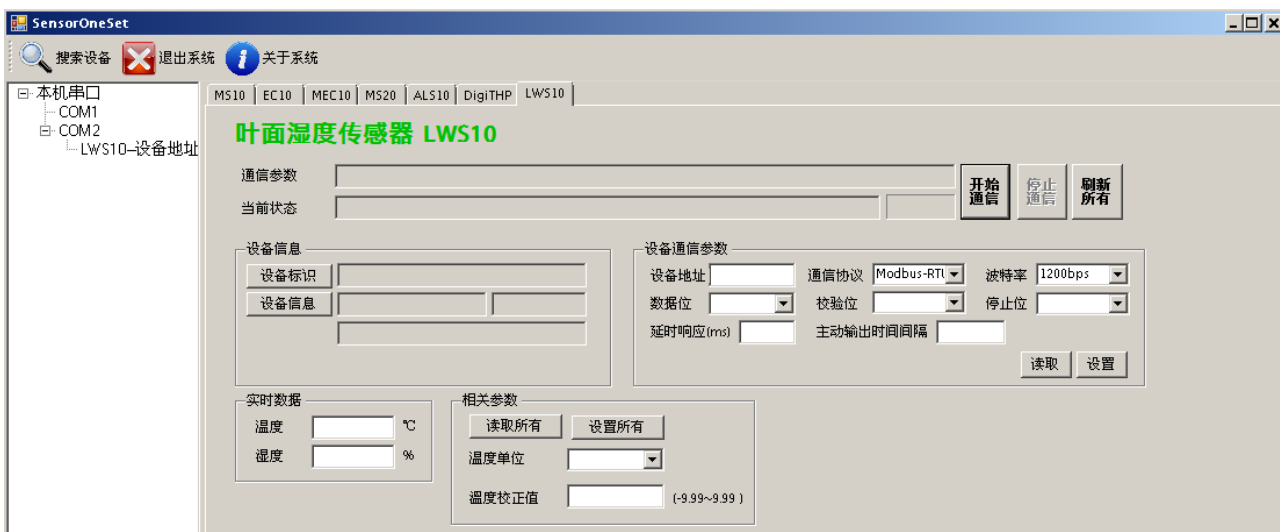 SensorOneSet
搜索设备 退出系统 关于系统
本机串口
COM1
COM2
LWS10--设备地址
MS10 EC10 MEC10 MS20 ALS10 DigiTHP LWS10
叶面湿度传感器 LWS10
通信参数
当前状态
开始
通信
停止
通信
刷新
所有
设备信息
设备标识
设备信息
设备通信参数
设备地址 通信协议 Modbus-RTU 波特率 1200bps
数据位 校验位 停止位
延时响应(ms) 主动输出时间间隔
读取 设置
实时数据
温度 ℃
湿度 %
相关参数
读取所有 设置所有
温度单位
温度校正值 (-9.99~9.99 )